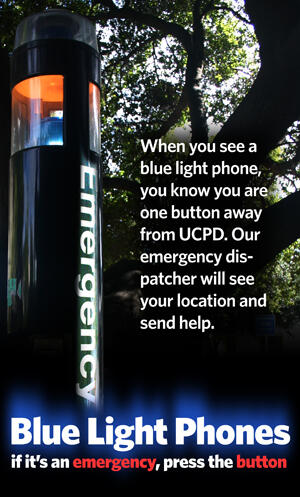 Emergency
When you see a
blue light phone,
you know you are
one button away
from UCPD. Our
emergency dis-
patcher will see
your location and
send help.
Blue Light Phones
if it's an emergency, press the button